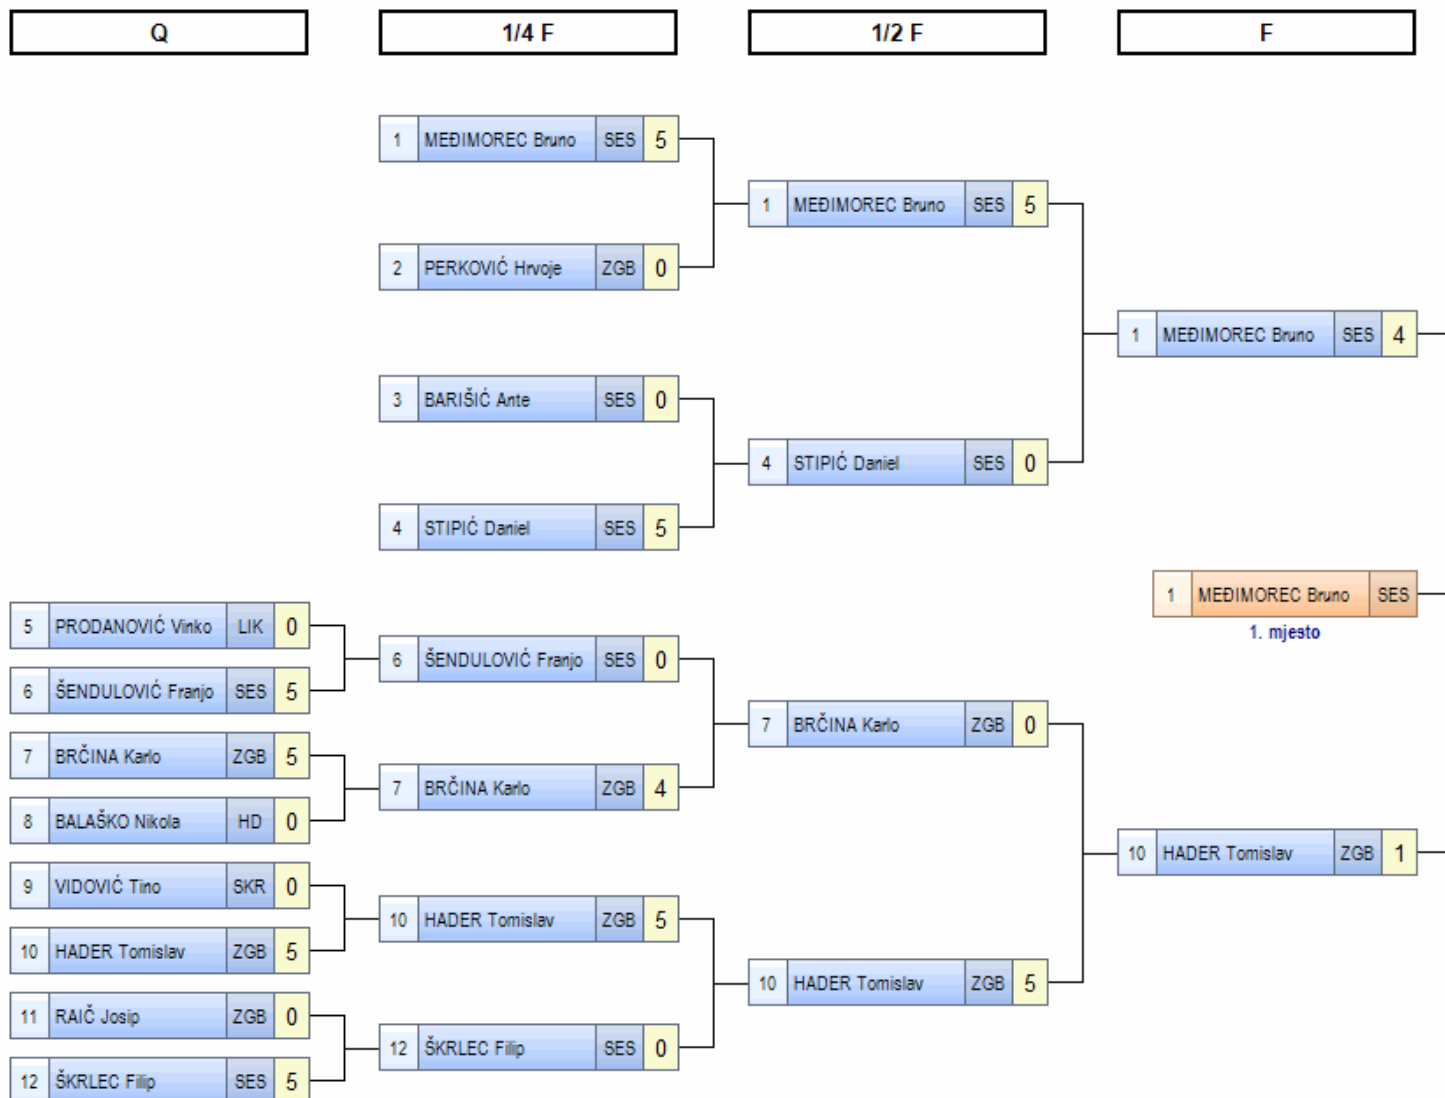 Q 1/4 F 1/2 F F
1 MEĐIMOREC Bruno SES 5
1 MEĐIMOREC Bruno SES 5
2 PERKOVIĆ Hrvoje ZGB 0
1 MEĐIMOREC Bruno SES 4
3 BARIŠIĆ Ante SES 0
4 STIPIĆ Daniel SES 0
4 STIPIĆ Daniel SES 5
1 MEĐIMOREC Bruno SES
1. mjesto
5 PRODANOVIĆ Vinko LIK 0
6 ŠENDULOVIĆ Franjo SES 0
6 ŠENDULOVIĆ Franjo SES 5
7 BRČINA Karlo ZGB 0
7 BRČINA Karlo ZGB 5
7 BRČINA Karlo ZGB 4
8 BALAŠKO Nikola HD 0
10 HADER Tomislav ZGB 1
9 VIDOVIĆ Tino SKR 0
10 HADER Tomislav ZGB 5
10 HADER Tomislav ZGB 5
10 HADER Tomislav ZGB 5
11 RAIČ Josip ZGB 0
12 ŠKRLEC Filip SES 0
12 ŠKRLEC Filip SES 5